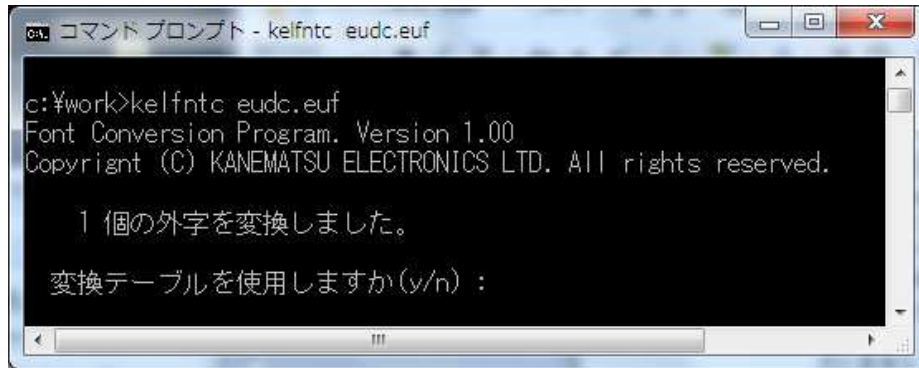 コマンド プロンプト - kelfntc eudc.euf
c:¥work>kelfntc eudc.euf
Font Conversion Program. Version 1.00
Copyrignt (C) KANEMATSU ELECTRONICS LTD. All rights reserved.
1 個の外字を変換しました。
変換テーブルを使用しますか(y/n) :